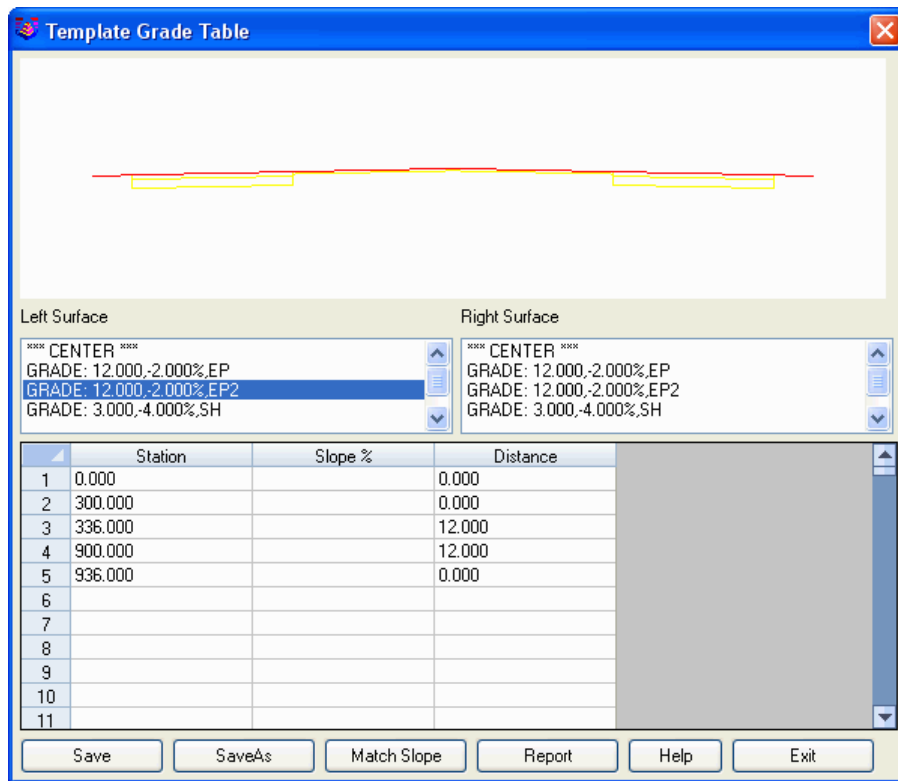 Template Grade Table
Left Surface Right Surface
*** CENTER *** *** CENTER ***
GRADE: 12.000,-2.000%,EP GRADE: 12.000,-2.000%,EP
GRADE: 12.000,-2.000%,EP2 GRADE: 12.000,-2.000%,EP2
GRADE: 3.000,-4.000%,SH GRADE: 3.000,-4.000%,SH
Station Slope % Distance
1 0.000 0.000
2 300.000 0.000
3 336.000 12.000
4 900.000 12.000
5 936.000 0.000
6
7
8
9
10
11
Save SaveAs Match Slope Report Help Exit